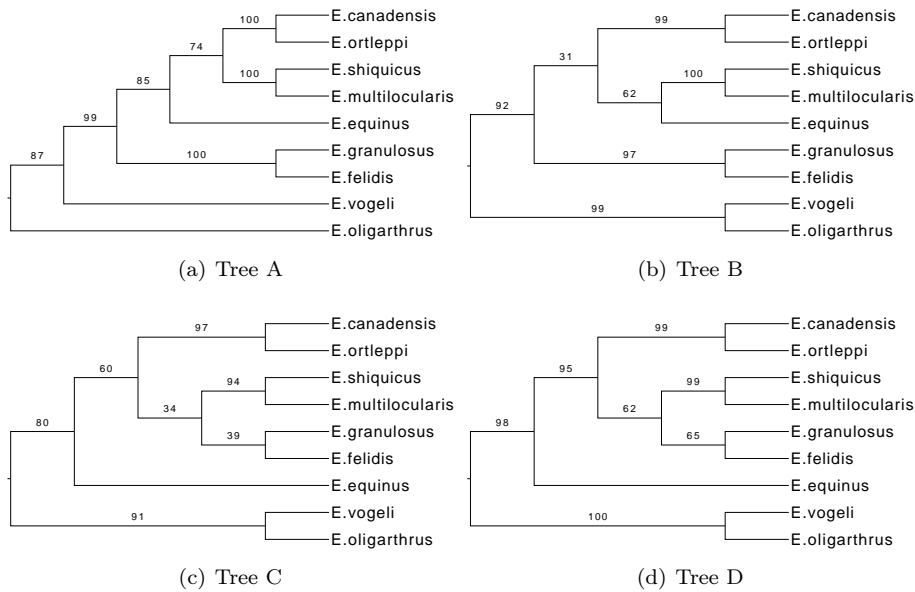 100
E.canadensis
74
E.ortleppi
85
100
E.shiquicus
E.multilocularis
99
E.equinus
87
100
E.granulosus
E.felidis
E.vogeli
E.oligarthrus
(a) Tree A
99
E.canadensis
31
E.ortleppi
100
E.shiquicus
62
E.multilocularis
92
E.equinus
97
E.granulosus
E.felidis
99
E.vogeli
E.oligarthrus
(b) Tree B
97
E.canadensis
60
E.ortleppi
94
E.shiquicus
34
E.multilocularis
80
39
E.granulosus
E.felidis
E.equinus
91
E.vogeli
E.oligarthrus
(c) Tree C
99
E.canadensis
95
E.ortleppi
99
E.shiquicus
62
E.multilocularis
98
65
E.granulosus
E.felidis
E.equinus
100
E.vogeli
E.oligarthrus
(d) Tree D